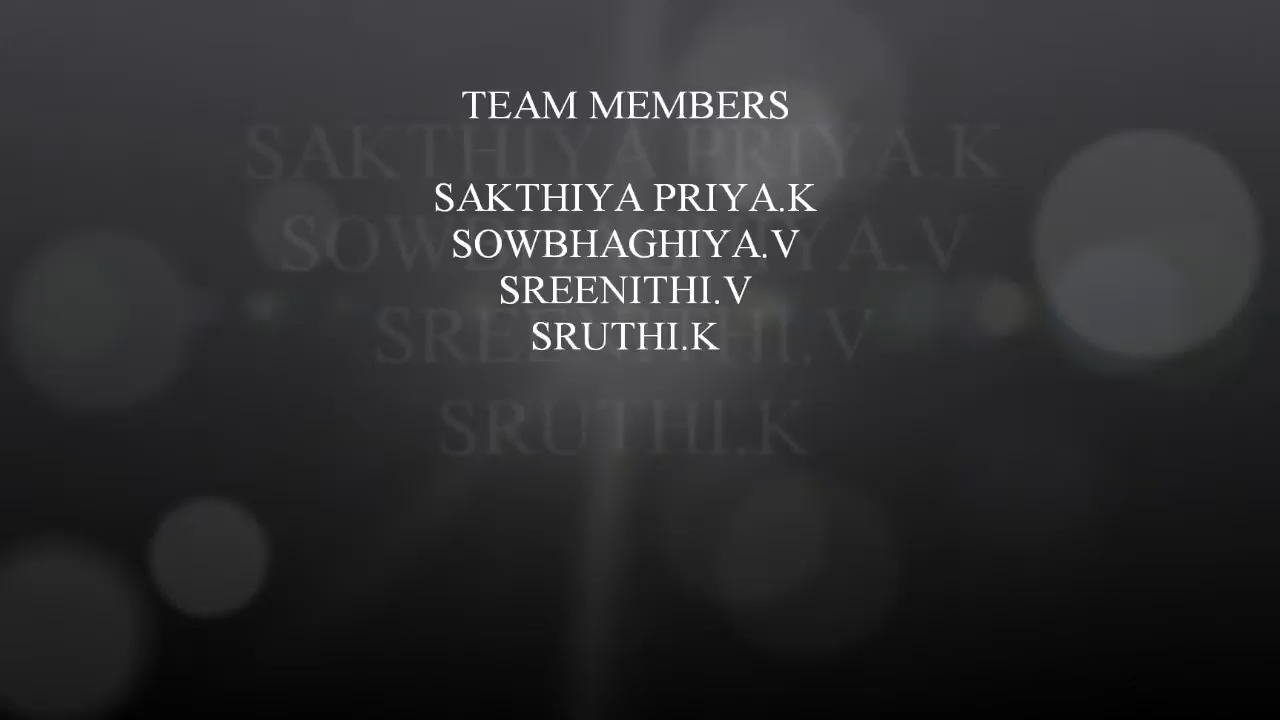 TEAM MEMBERS
SAKTHIYA PRIYA.K
SOWBHAGHIYA.V
SREENITHI.V
SRUTHI.K